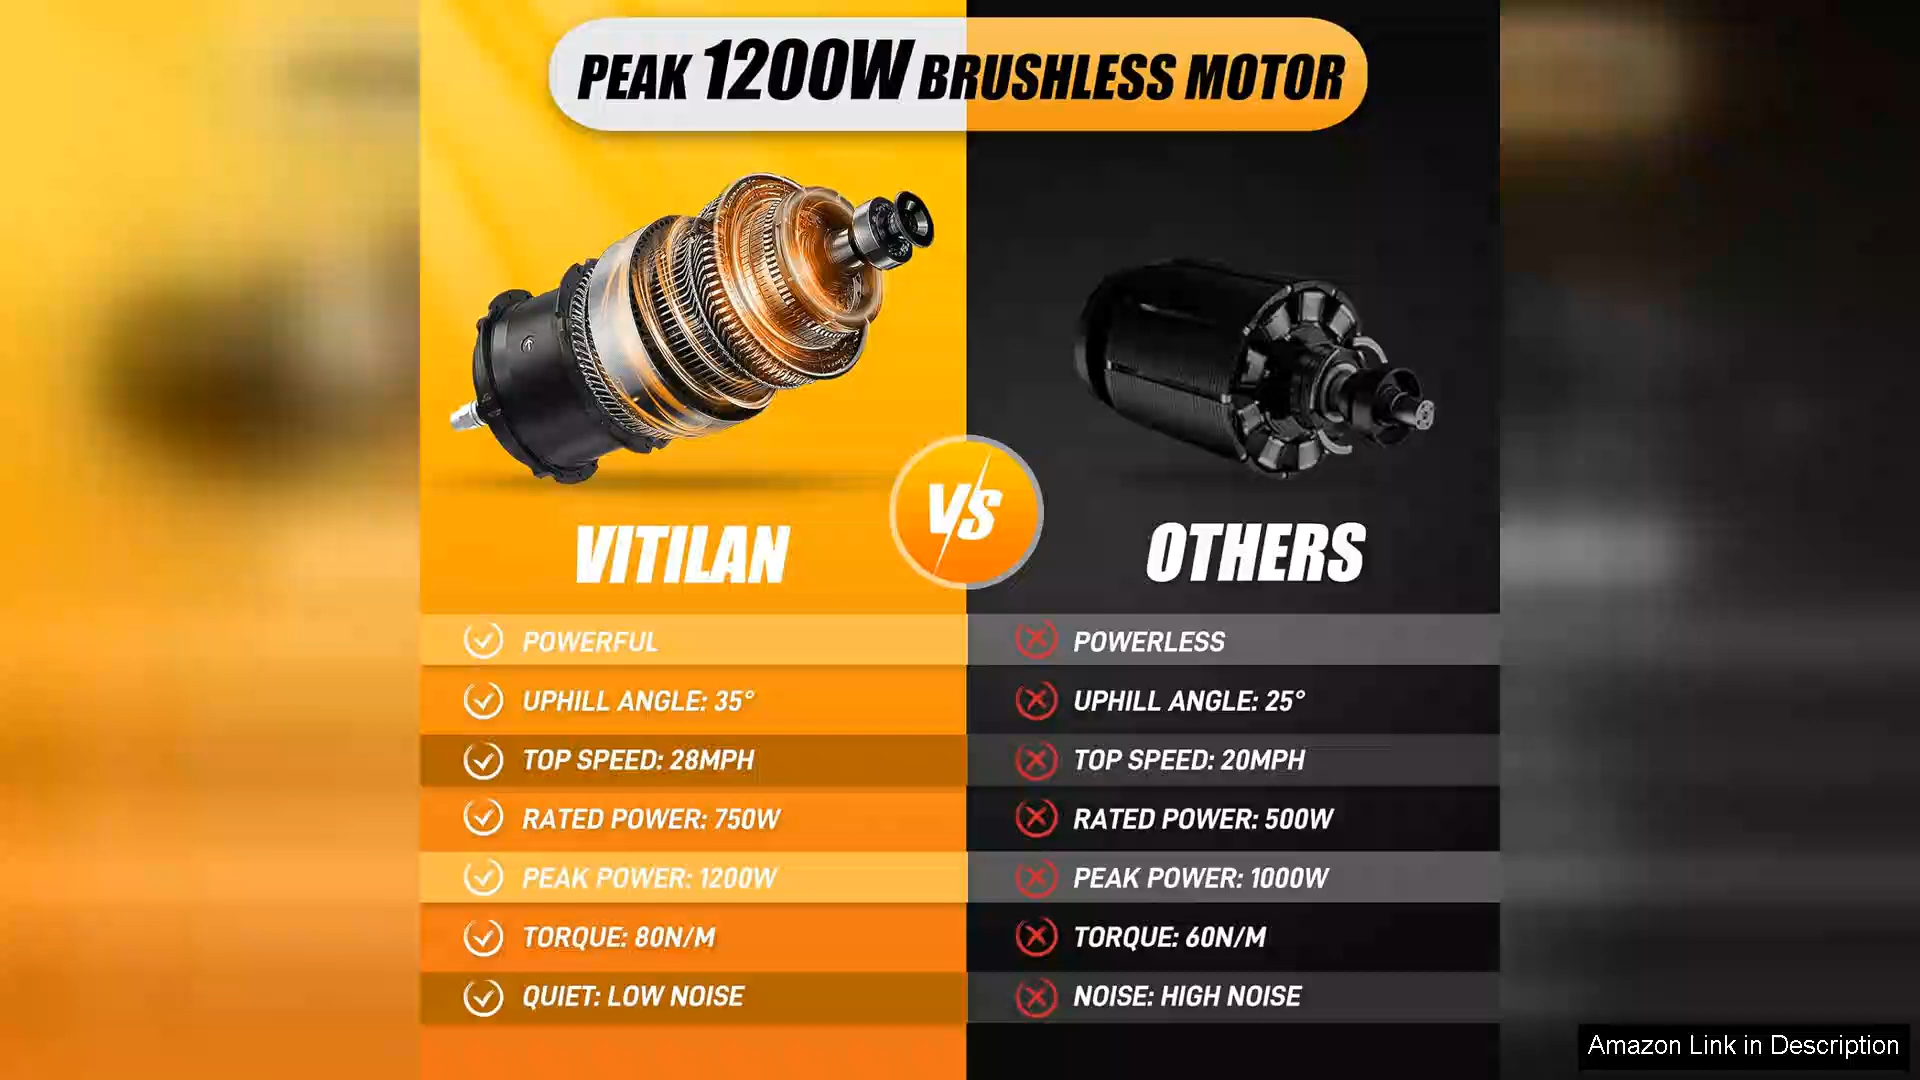 PEAK 1200W BRUSHLESS MOTOR
VS
VITILAN
OTHERS
POWERFUL
POWERLESS
UPHILL ANGLE: 35°
UPHILL ANGLE: 25°
TOP SPEED: 28MPH
TOP SPEED: 20MPH
RATED POWER: 750W
RATED POWER: 500W
PEAK POWER: 1200W
PEAK POWER: 1000W
TORQUE: 80N/M
TORQUE: 60N/M
QUIET: LOW NOISE
NOISE: HIGH NOISE
Amazon Link in Description